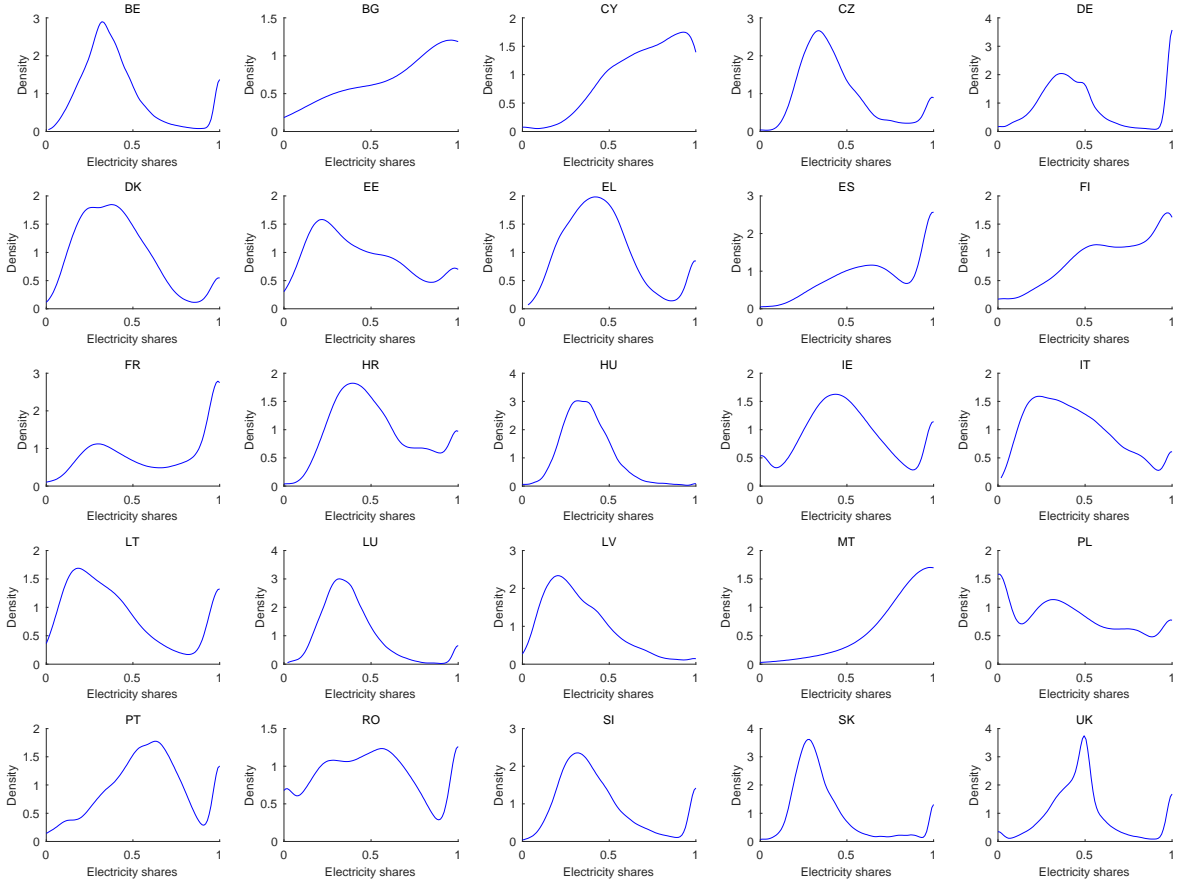 BE BG CY CZ DE
3 1.5 2 3 4
2 1 1.5 2 3
1 0.5 1 1 2
0 0 0.5 0 1
0 0
Density Density Density Density Density
0 0.5 1 0 0.5 1 0 0.5 1 0 0.5 1 0 0.5 1
Electricity shares Electricity shares Electricity shares Electricity shares Electricity shares
DK EE EL ES FI
2 2 2 3 2
1.5 1.5 1.5 2 1.5
1 1 1 1 1
0.5 0.5 0.5 0 0.5
0 0 0 0
Density Density Density Density Density
0 0.5 1 0 0.5 1 0 0.5 1 0 0.5 1 0 0.5 1
Electricity shares Electricity shares Electricity shares Electricity shares Electricity shares
FR HR HU IE IT
3 2 4 2 2
2 1.5 3 1.5 1.5
1 1 2 1 1
0 0.5 1 0.5 0.5
0 0 0 0
Density Density Density Density Density
0 0.5 1 0 0.5 1 0 0.5 1 0 0.5 1 0 0.5 1
Electricity shares Electricity shares Electricity shares Electricity shares Electricity shares
LT LU LV MT PL
2 4 3 2 2
1.5 3 2 1.5 1.5
1 2 1 1 1
0.5 1 0 0.5 0.5
0 0 0 0
Density Density Density Density Density
0 0.5 1 0 0.5 1 0 0.5 1 0 0.5 1 0 0.5 1
Electricity shares Electricity shares Electricity shares Electricity shares Electricity shares
PT RO SI SK UK
2 1.5 3 4 4
1.5 1 2 3 3
1 0.5 1 2 2
0.5 0 0 1 1
0 0 0
Density Density Density Density Density
0 0.5 1 0 0.5 1 0 0.5 1 0 0.5 1 0 0.5 1
Electricity shares Electricity shares Electricity shares Electricity shares Electricity shares